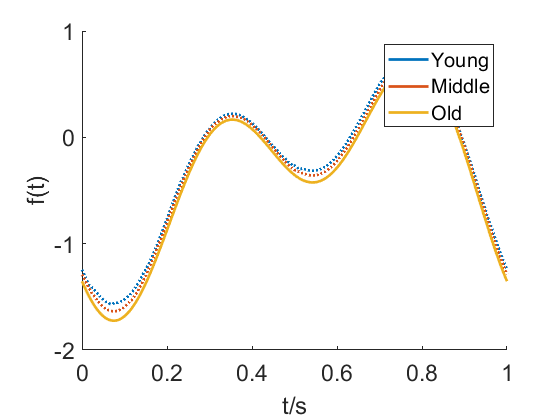 1
0
-1
-2
f(t)
Young
Middle
Old
0
0.2
0.4
0.6
0.8
1
t/s